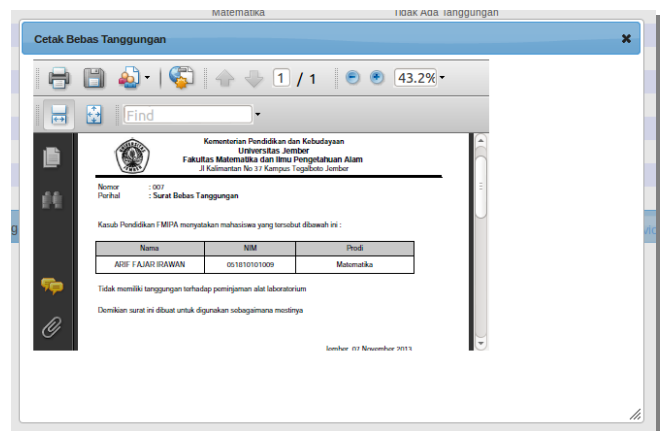 Matematika Tidak Ada Tanggungan
Cetak Bebas Tanggungan
1 / 1 43.2%
Find
Kementerian Pendidikan dan Kebudayaan
Universitas Jember
Fakultas Matematika dan Ilmu Pengetahuan Alam
Jl Kalimantan No 37 Kampus Tegalboto Jember
Nomor : 007
Perihal : Surat Bebas Tanggungan
Kasub Pendidikan FMIPA menyatakan mahasiswa yang tersebut dibawah ini :
Nama NIM Prodi
ARIF FAJAR IRAWAN 051810101009 Matematika
Tidak memiliki tanggungan terhadap peminjaman alat laboratorium
Demikian surat ini dibuat untuk digunakan sebagaimana mestinya
Jember, 02 November 2013